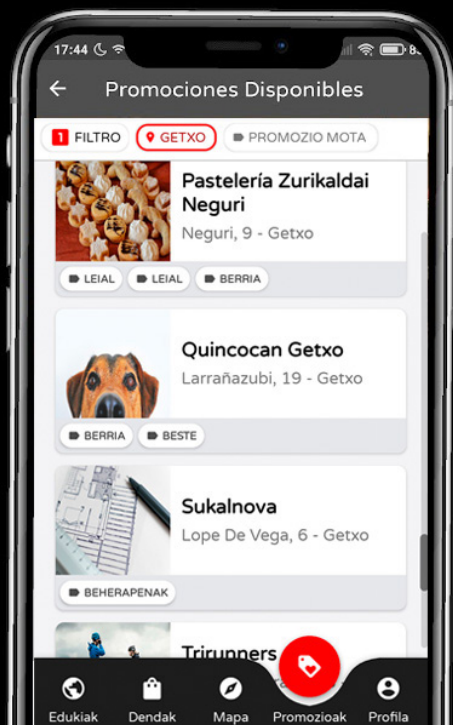 17:44
Promociones Disponibles
1 FILTRO GETXO PROMOZIO MOTA
Pastelería Zurikaldai
Neguri
Neguri, 9 - Getxo
LEIAL LEIAL BERRIA
Quincocan Getxo
Larrañazubi, 19 - Getxo
BERRIA BESTE
Sukalnova
Lope De Vega, 6 - Getxo
BEHERAPENAK
Trirunners
Edukiak Dendak Mapa Promozioak Profila